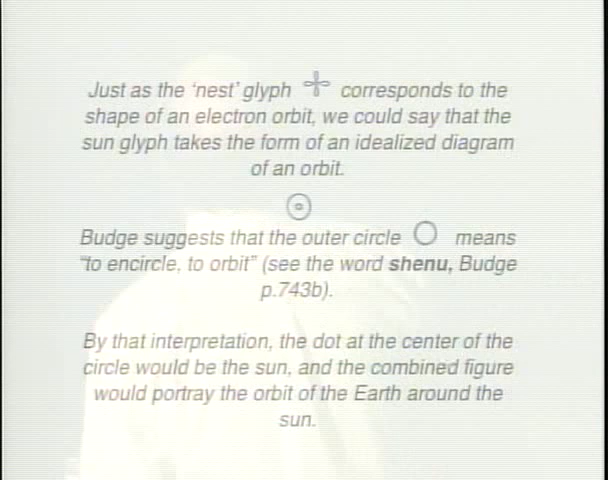 Just as the 'nest' glyph corresponds to the
shape of an electron orbit, we could say that the
sun glyph takes the form of an idealized diagram
of an orbit.
Budge suggests that the outer circle means
"to encircle, to orbit" (see the word shenu, Budge
p.743b).
By that interpretation, the dot at the center of the
circle would be the sun, and the combined figure
would portray the orbit of the Earth around the
sun.